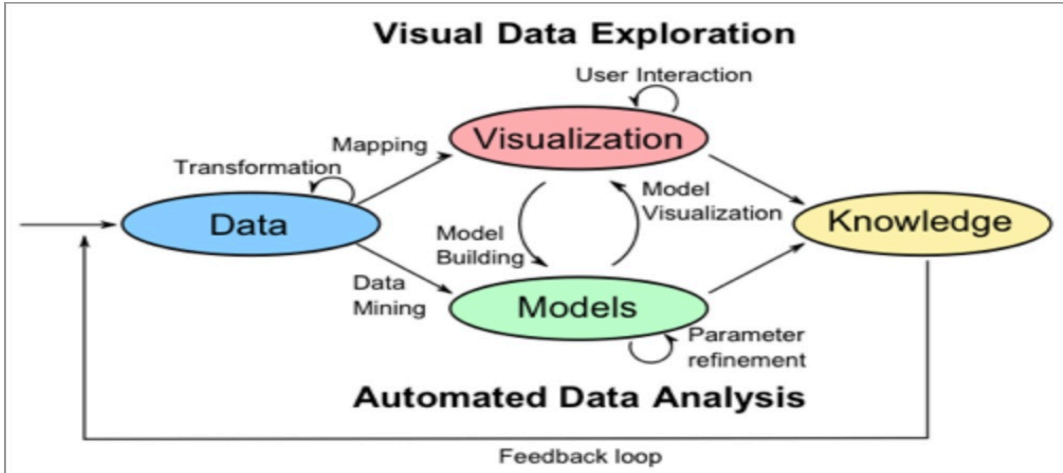 Visual Data Exploration
User Interaction
Visualization
Mapping
Transformation
Data
Model
Visualization
Knowledge
Model
Building
Data
Mining
Models
Parameter
refinement
Automated Data Analysis
Feedback loop